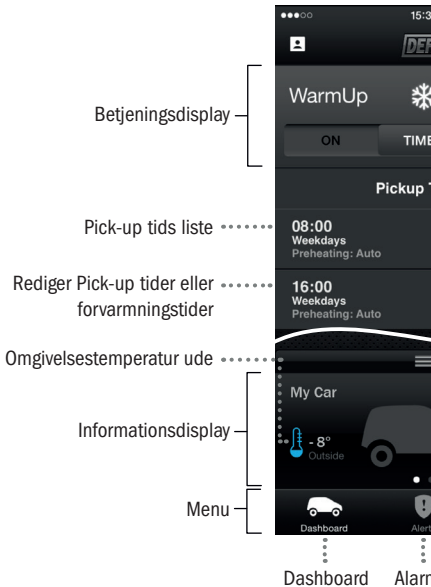 15:3
DEF
Betjeningsdisplay
WarmUp
ON
TIME
Pickup T
Pick-up tids liste
08:00
Weekdays
Preheating: Auto
Rediger Pick-up tider eller
forvarmningstider
16:00
Weekdays
Preheating: Auto
Omgivelsestemperatur ude
My Car
Informationsdisplay
- 8°
Outside
Menu
Dashboard
Alert
Dashboard
Alarn